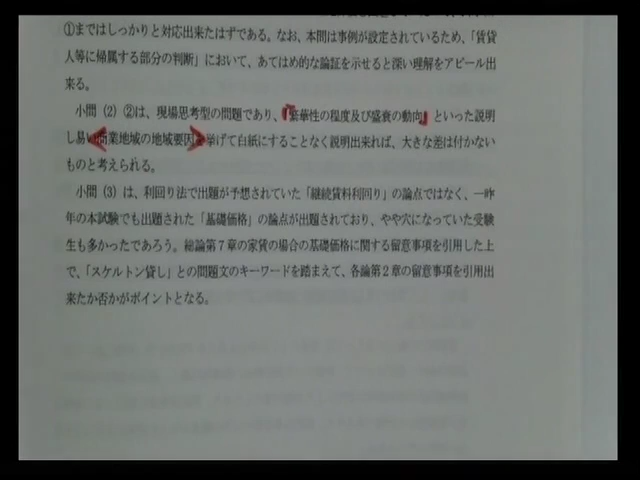 ①まではしっかりと対応出来たはずである。なお、本問は事例が設定されているため、「賃貸
人等に帰属する部分の判断」において、あてはめ的な論証を示せると深い理解をアピール出
来る。
小問（2）②は、現場思考型の問題であり、「繁華性の程度及び盛衰の動向」といった説明
し易い商業地域の地域要因を挙げて白紙にすることなく説明出来れば、大きな差は付かない
ものと考えられる。
小問（3）は、利回り法で出題が予想されていた「継続賃料利回り」の論点ではなく、一昨
年の本試験でも出題された「基礎価格」の論点が出題されており、やや穴になっていた受験
生も多かったであろう。総論第７章の家賃の場合の基礎価格に関する留意事項を引用した上
で、「スケルトン貸し」との問題文のキーワードを踏まえて、各論第２章の留意事項を引用出
来たか否かがポイントとなる。